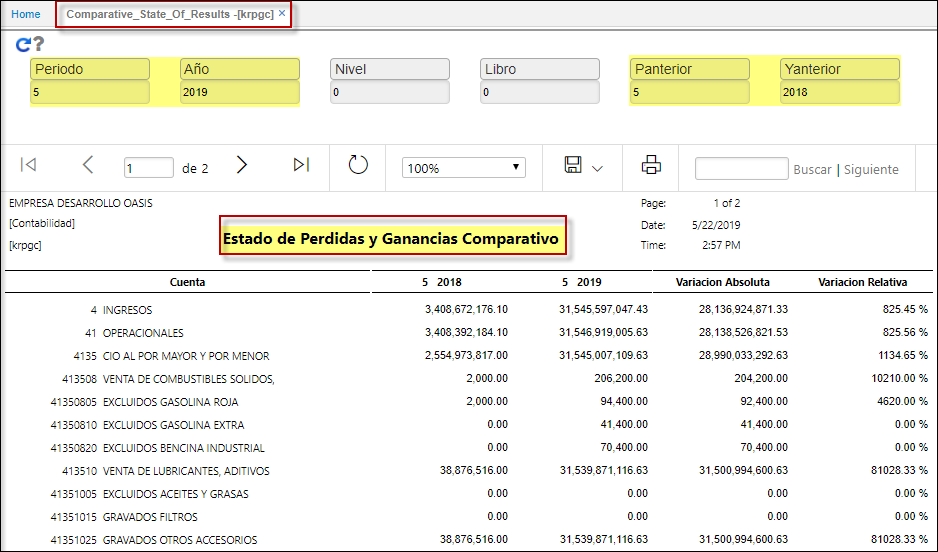 Home Comparative_State_Of_Results -[krpgc] ×
Periodo Año Nivel Libro Panterior Yanterior
5 2019 0 0 5 2018
1 de 2 100% Buscar | Siguiente
EMPRESA DESARROLLO OASIS Page: 1 of 2
[Contabilidad] Date: 5/22/2019
[krpgc] Time: 2:57 PM
Estado de Perdidas y Ganancias Comparativo
Cuenta 5 2018 5 2019 Variacion Absoluta Variacion Relativa
4 INGRESOS 3,408,672,176.10 31,545,597,047.43 28,136,924,871.33 825.45 %
41 OPERACIONALES 3,408,392,184.10 31,546,919,005.63 28,138,526,821.53 825.56 %
4135 CIO AL POR MAYOR Y POR MENOR 2,554,973,817.00 31,545,007,109.63 28,990,033,292.63 1134.65 %
413508 VENTA DE COMBUSTIBLES SOLIDOS, 2,000.00 206,200.00 204,200.00 10210.00 %
41350805 EXCLUIDOS GASOLINA ROJA 2,000.00 94,400.00 92,400.00 4620.00 %
41350810 EXCLUIDOS GASOLINA EXTRA 0.00 41,400.00 41,400.00 0.00 %
41350820 EXCLUIDOS BENCINA INDUSTRIAL 0.00 70,400.00 70,400.00 0.00 %
413510 VENTA DE LUBRICANTES, ADITIVOS 38,876,516.00 31,539,871,116.63 31,500,994,600.63 81028.33 %
41351005 EXCLUIDOS ACEITES Y GRASAS 0.00 0.00 0.00 0.00 %
41351015 GRAVADOS FILTROS 0.00 0.00 0.00 0.00 %
41351025 GRAVADOS OTROS ACCESORIOS 38,876,516.00 31,539,871,116.63 31,500,994,600.63 81028.33 %